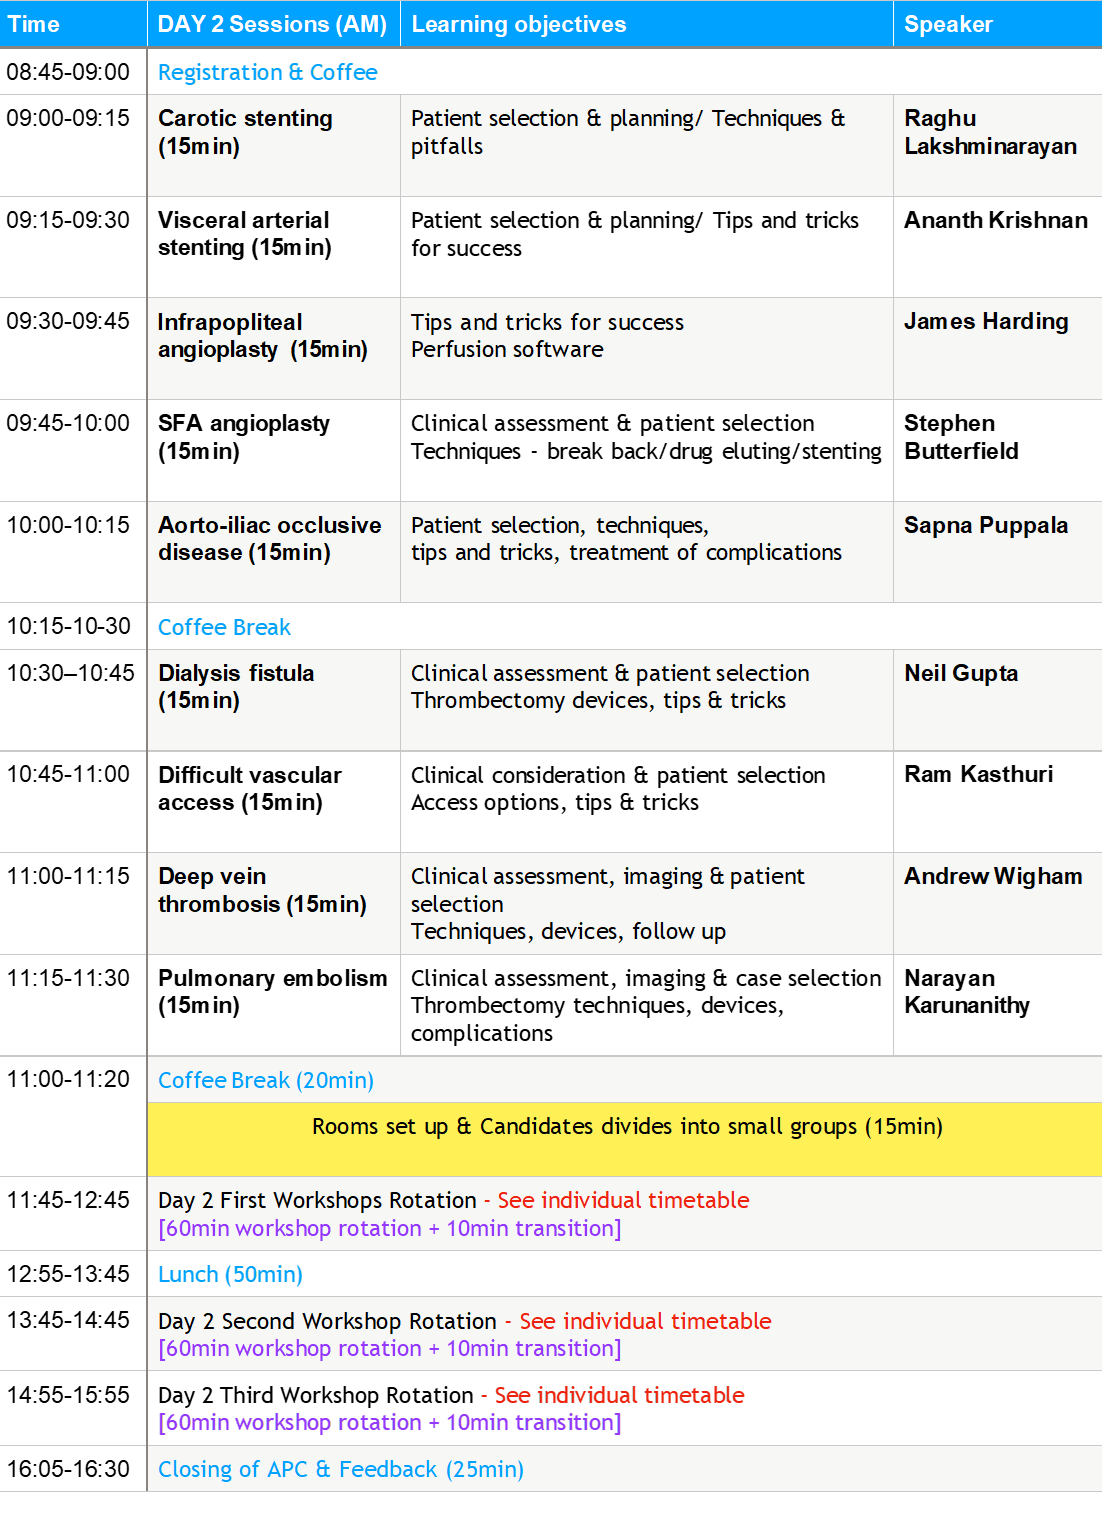 Time DAY 2 Sessions (AM) Learning objectives Speaker
08:45-09:00 Registration & Coffee
09:00-09:15 Carotic stenting Patient selection & planning/ Techniques & Raghu
(15min) pitfalls Lakshminarayan
09:15-09:30 Visceral arterial Patient selection & planning/ Tips and tricks Ananth Krishnan
stenting (15min) for success
09:30-09:45 Infrapopliteal Tips and tricks for success James Harding
angioplasty (15min) Perfusion software
09:45-10:00 SFA angioplasty Clinical assessment & patient selection Stephen
(15min) Techniques - break back/drug eluting/stenting Butterfield
10:00-10:15 Aorto-iliac occlusive Patient selection, techniques, Sapna Puppala
disease (15min) tips and tricks, treatment of complications
10:15-10-30 Coffee Break
10:30–10:45 Dialysis fistula Clinical assessment & patient selection Neil Gupta
(15min) Thrombectomy devices, tips & tricks
10:45-11:00 Difficult vascular Clinical consideration & patient selection Ram Kasthuri
access (15min) Access options, tips & tricks
11:00-11:15 Deep vein Clinical assessment, imaging & patient Andrew Wigham
thrombosis (15min) selection
Techniques, devices, follow up
11:15-11:30 Pulmonary embolism Clinical assessment, imaging & case selection Narayan
(15min) Thrombectomy techniques, devices, Karunanithy
complications
11:00-11:20 Coffee Break (20min)
Rooms set up & Candidates divides into small groups (15min)
11:45-12:45 Day 2 First Workshops Rotation - See individual timetable
[60min workshop rotation + 10min transition]
12:55-13:45 Lunch (50min)
13:45-14:45 Day 2 Second Workshop Rotation - See individual timetable
[60min workshop rotation + 10min transition]
14:55-15:55 Day 2 Third Workshop Rotation - See individual timetable
[60min workshop rotation + 10min transition]
16:05-16:30 Closing of APC & Feedback (25min)